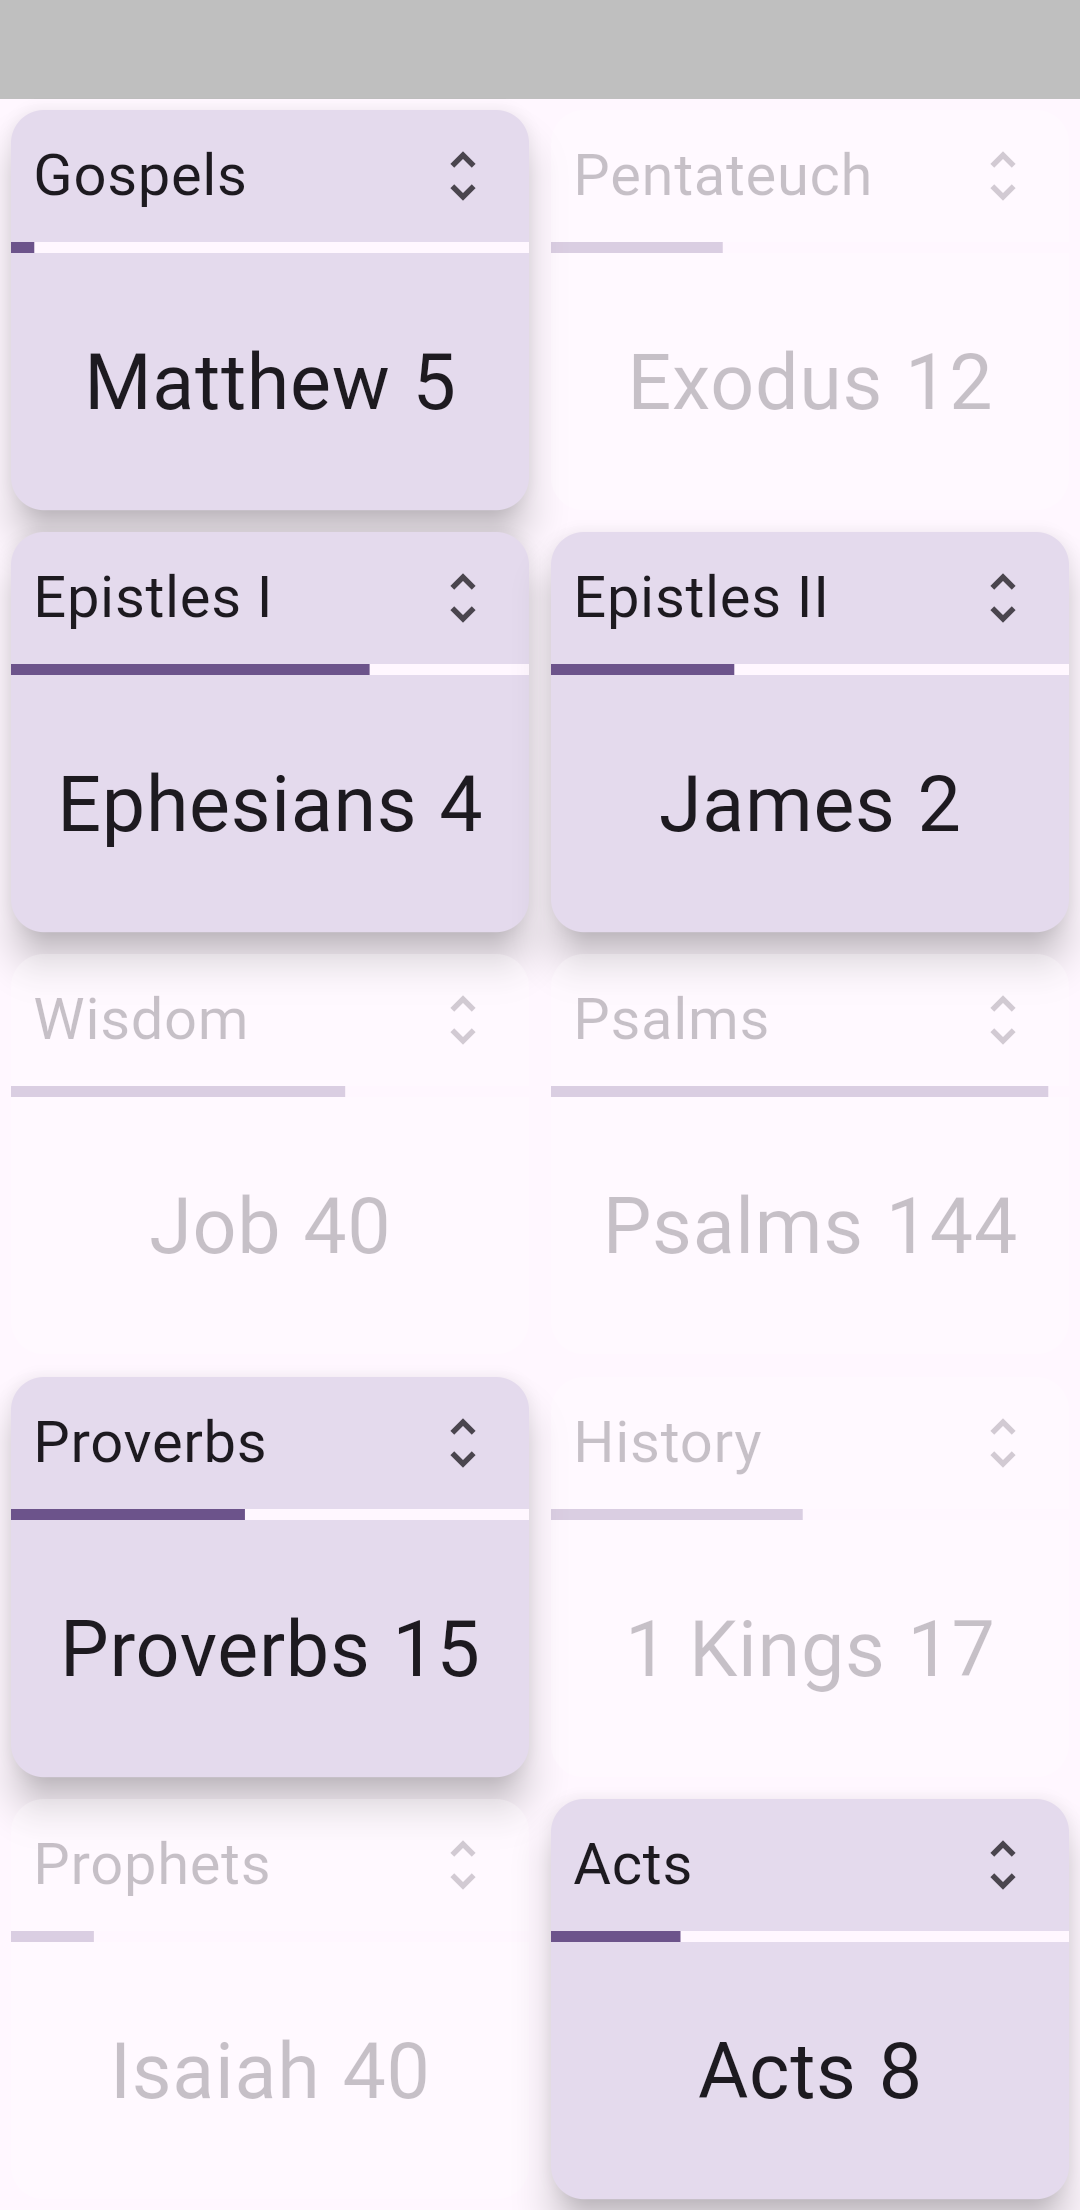 Gospels
Matthew 5
Pentateuch
Exodus 12
Epistles I
Ephesians 4
Epistles II
James 2
Wisdom
Job 40
Psalms
Psalms 144
Proverbs
Proverbs 15
History
1 Kings 17
Prophets
Isaiah 40
Acts
Acts 8